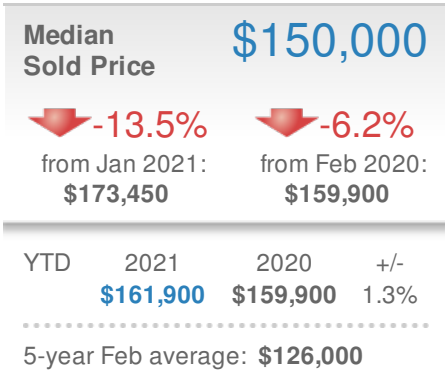 Median
Sold Price
$150,000
-13.5%
from Jan 2021:
$173,450
-6.2%
from Feb 2020:
$159,900
YTD 2021 2020 +/-
$161,900 $159,900 1.3%
5-year Feb average: $126,000